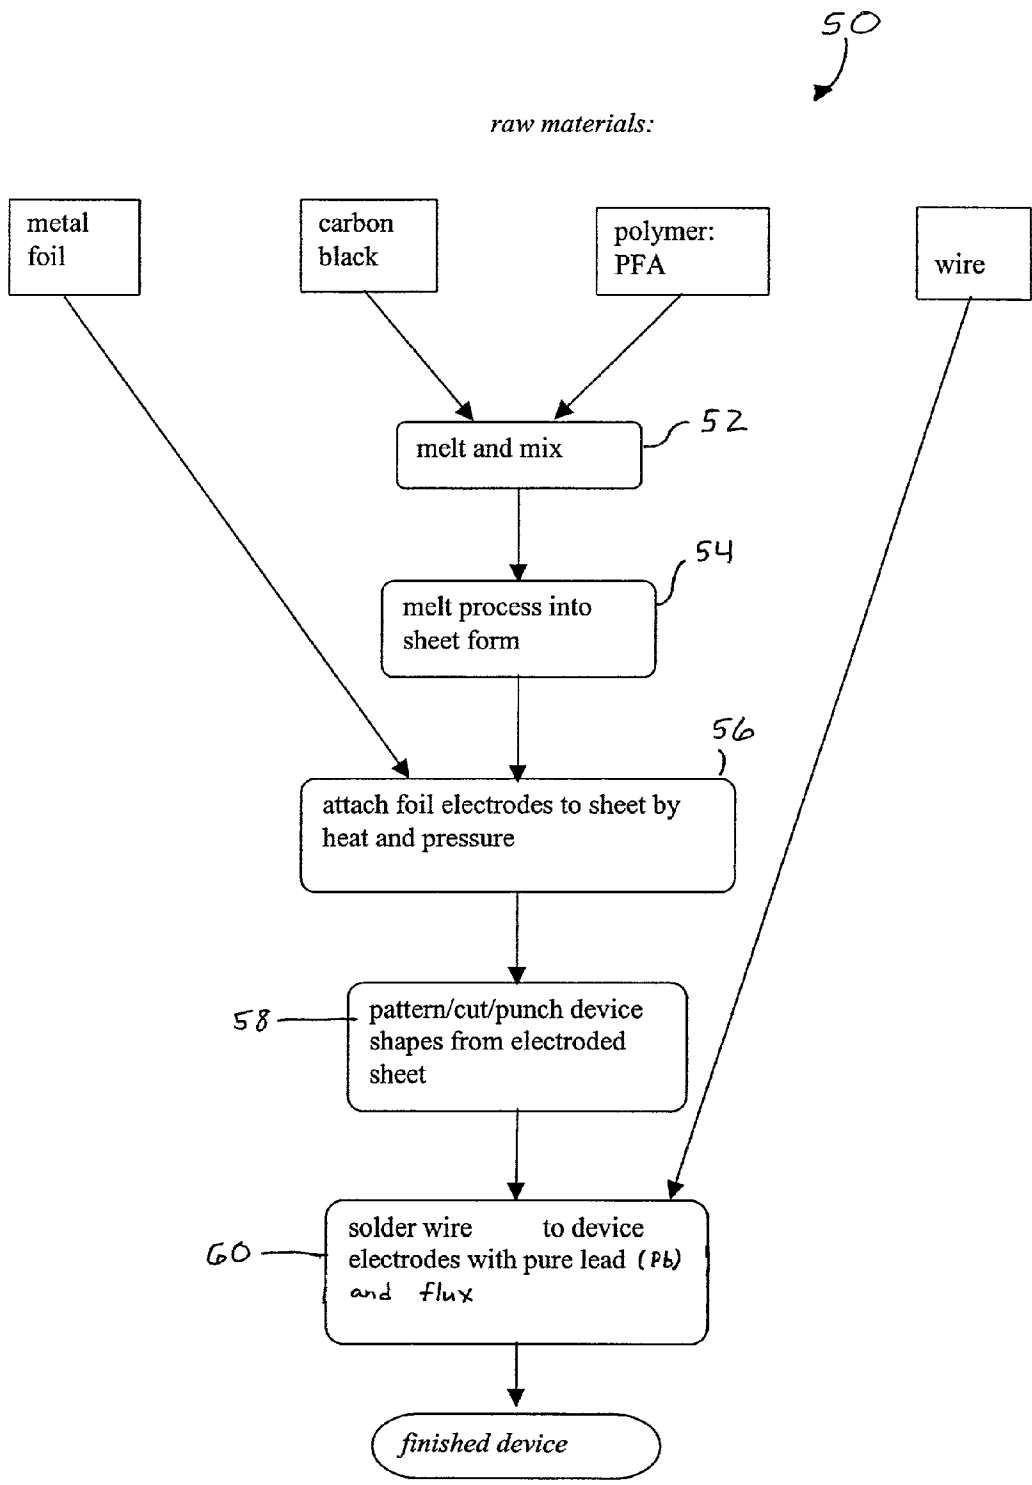 50
raw materials:
metal
foil
carbon
black
polymer:
PFA
wire
52
melt and mix
54
melt process into
sheet form
56
attach foil electrodes to sheet by
heat and pressure
58
pattern/cut/punch device
shapes from electroded
sheet
60
solder wire to device
electrodes with pure lead (Pb)
and flux
finished device